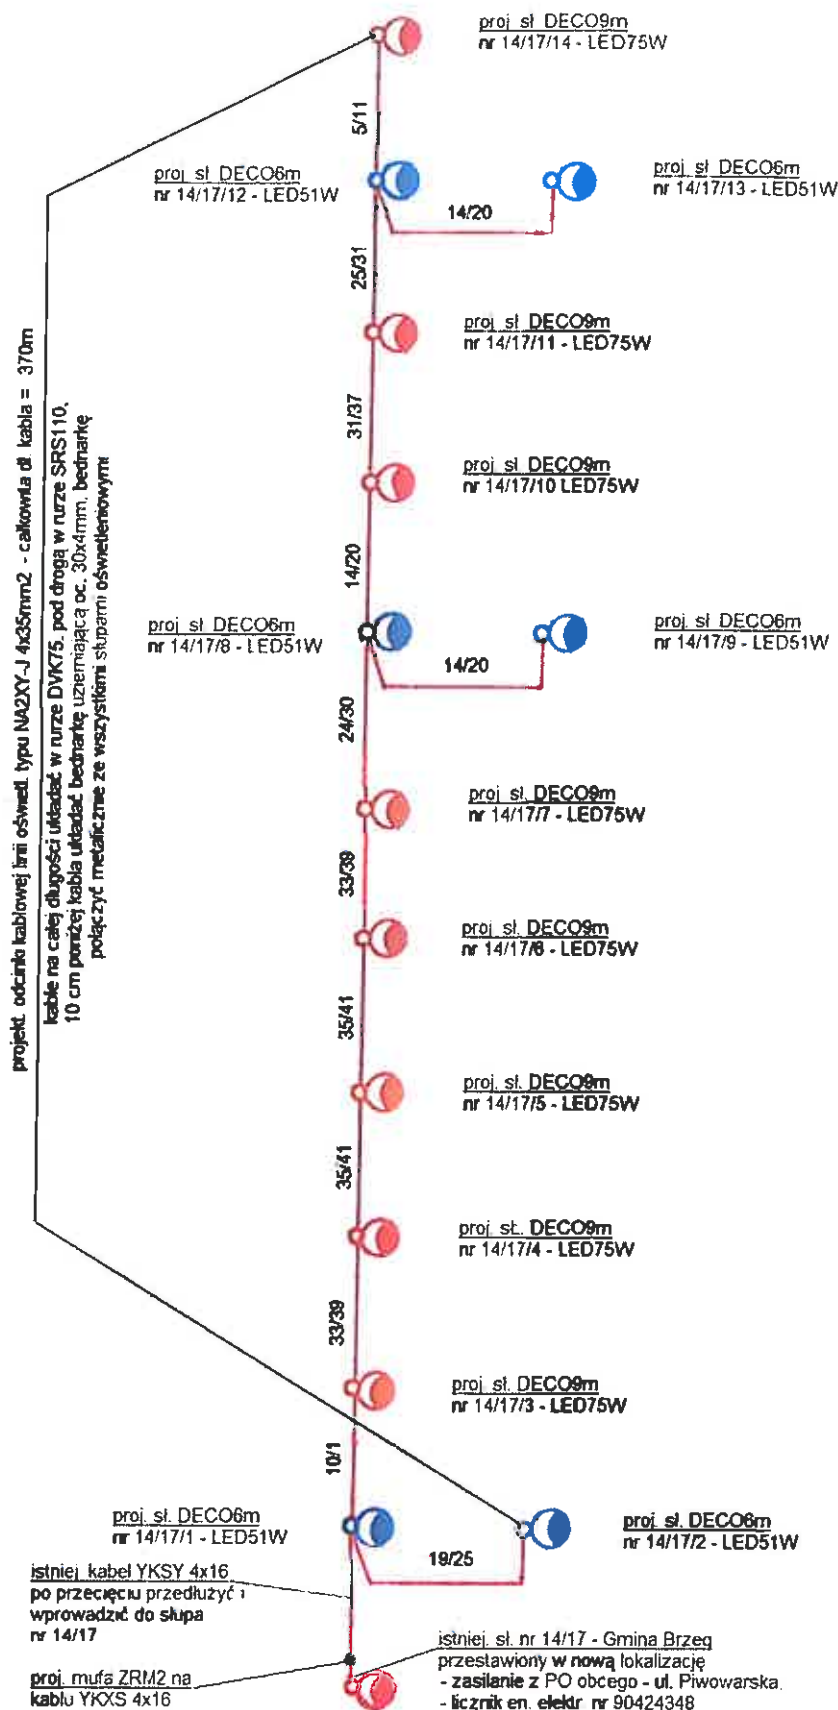 proj. sł. DECO9m
nr 14/17/14 - LED75W
5/11
proj. sł. DECO6m
nr 14/17/12 - LED51W
proj. sł. DECO6m
nr 14/17/13 - LED51W
14/20
25/31
proj. sł. DECO9m
nr 14/17/11 - LED75W
31/37
proj. sł. DECO9m
nr 14/17/10 LED75W
14/20
proj. sł. DECO6m
nr 14/17/8 - LED51W
proj. sł. DECO6m
nr 14/17/9 - LED51W
14/20
24/30
proj. sł. DECO9m
nr 14/17/7 - LED75W
33/39
proj. sł. DECO9m
nr 14/17/6 - LED75W
35/41
proj. sł. DECO9m
nr 14/17/5 - LED75W
35/41
proj. sł. DECO9m
nr 14/17/4 - LED75W
33/39
proj. sł. DECO9m
nr 14/17/3 - LED75W
10/1
proj. sł. DECO6m
nr 14/17/1 - LED51W
proj. sł. DECO6m
nr 14/17/2 - LED51W
19/25
projekt. odcinki kablowej linii oświetl. typu NA2XY-J 4x35mm2 - całkowita dł. kabla = 370m
kable na całej długości układać w rurze DVK75, pod drogą w rurze SRS110,
10 cm poniżej kabla układać bednarkę uziemiającą oc. 30x4mm, bednarkę
połączyć metalicznie ze wszystkimi słupami oświetleniowymi
istniej. kabel YKSY 4x16
po przecięciu przedłużyć i
wprowadzić do słupa
nr 14/17
proj. mufa ZRM2 na
kablu YKXS 4x16
istniej. sł. nr 14/17 - Gmina Brzeg
przestawiony w nową lokalizację
- zasilanie z PO obcego - ul. Piwowarska,
- licznik en. elektr. nr 90424348